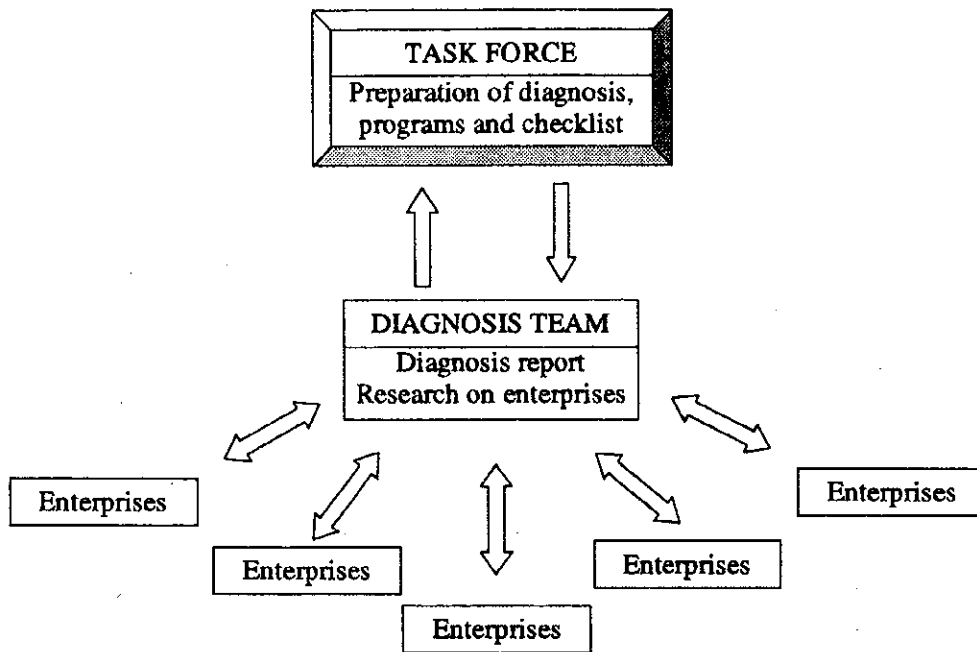 TASK FORCE
Preparation of diagnosis,
programs and checklist
DIAGNOSIS TEAM
Diagnosis report
Research on enterprises
Enterprises
Enterprises
Enterprises
Enterprises
Enterprises